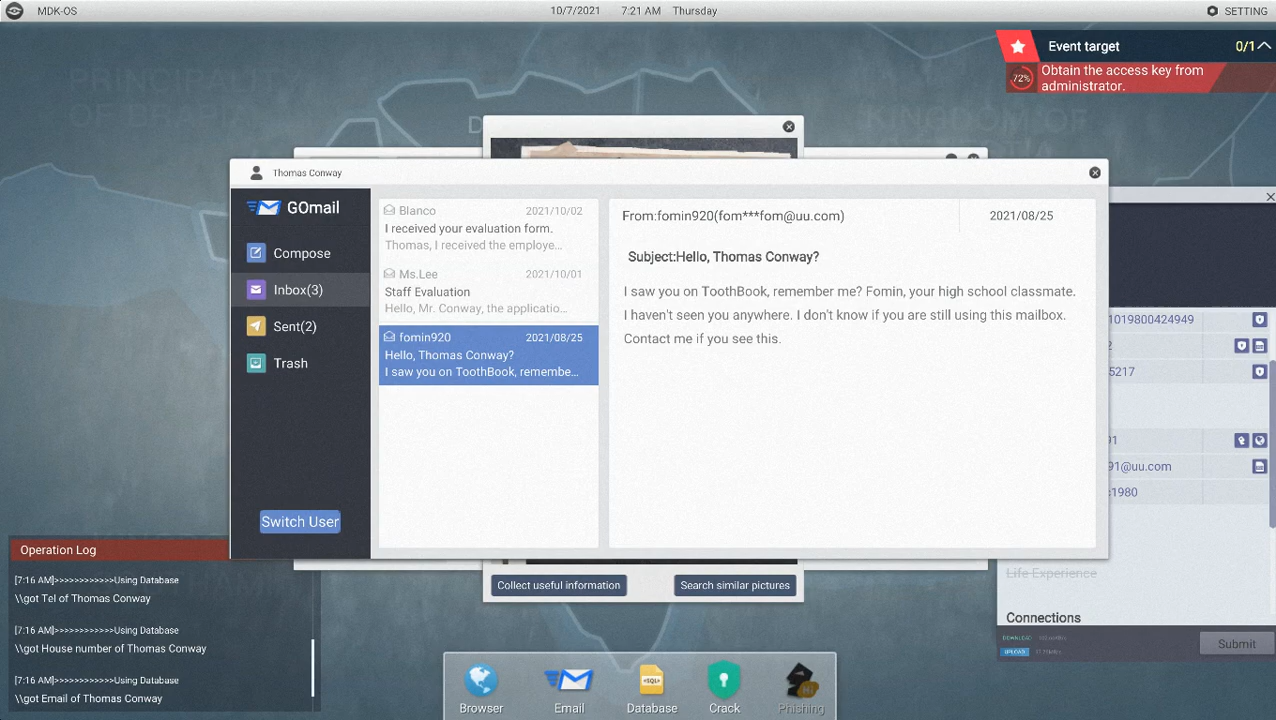 MDK-OS
10/7/2021 7:21 AM Thursday
SETTING
Event target
0/1
72%
Obtain the access key from
administrator.
Thomas Conway
GOmail
Compose
Inbox(3)
Sent(2)
Trash
Switch User
Blanco 2021/10/02
I received your evaluation form.
Thomas, I received the employe...
Ms.Lee 2021/10/01
Staff Evaluation
Hello, Mr. Conway, the applicatio...
fomin920 2021/08/25
Hello, Thomas Conway?
I saw you on ToothBook, remembe...
From:fomin920(fom***fom@uu.com) 2021/08/25
Subject:Hello, Thomas Conway?
I saw you on ToothBook, remember me? Fomin, your high school classmate.
I haven't seen you anywhere. I don't know if you are still using this mailbox.
Contact me if you see this.
1019800424949
2
5217
91
91@uu.com
1980
Life Experience
Connections
DOWNLOAD
UPLOAD
Submit
Collect useful information
Search similar pictures
Operation Log
[7:16 AM]>>>>>>>>>>>>Using Database
\\got Tel of Thomas Conway
[7:16 AM]>>>>>>>>>>>>Using Database
\\got House number of Thomas Conway
[7:16 AM]>>>>>>>>>>>>Using Database
\\got Email of Thomas Conway
Browser
Email
<SQL>
Database
Crack
Hi
Phishing